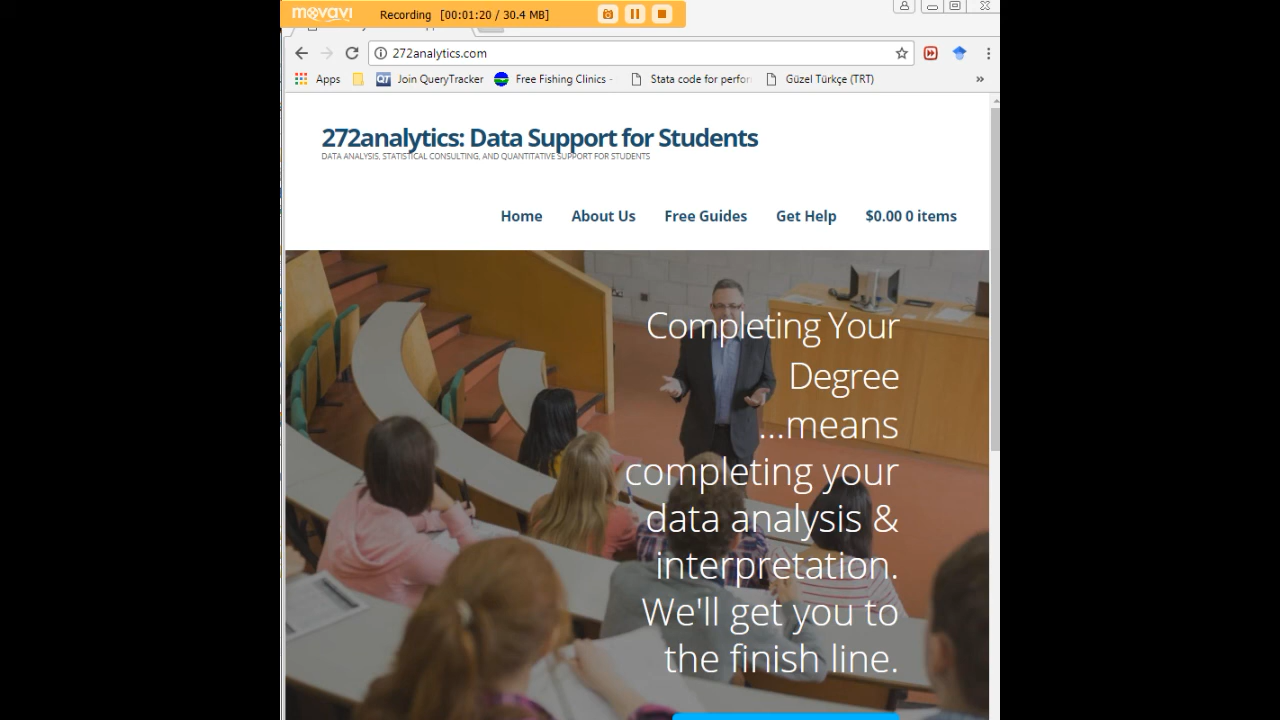 movavi Recording [00:01:20 / 30.4 MB]
272analytics.com
Apps QT Join QueryTracker Free Fishing Clinics - Stata code for perfor Güzel Türkçe (TRT) »
272analytics: Data Support for Students
DATA ANALYSIS, STATISTICAL CONSULTING, AND QUANTITATIVE SUPPORT FOR STUDENTS
Home About Us Free Guides Get Help $0.00 0 items
Completing Your
Degree
...means
completing your
data analysis &
interpretation.
We'll get you to
the finish line.